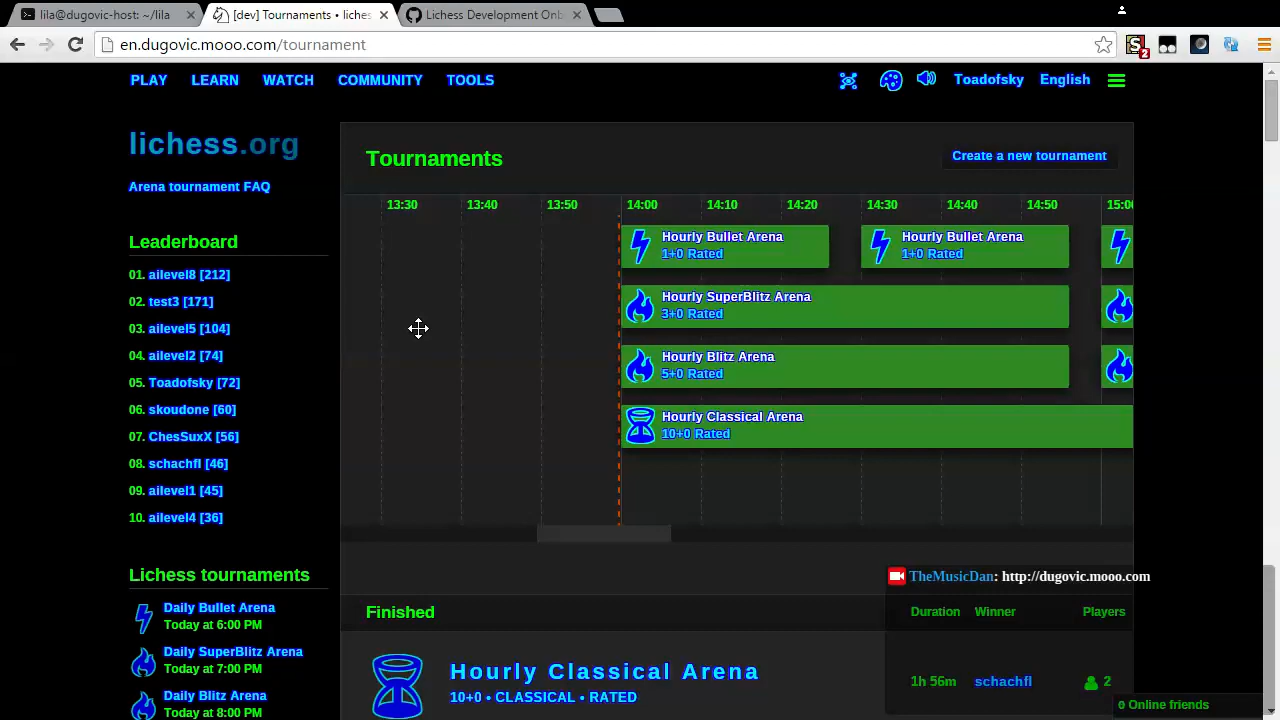 lila@dugovic-host: ~/lila
[dev] Tournaments • liches
Lichess Development Onb
en.dugovic.mooo.com/tournament
2
PLAY LEARN WATCH COMMUNITY TOOLS
Toadofsky English
lichess.org
Arena tournament FAQ
Leaderboard
01. ailevel8 [212]
02. test3 [171]
03. ailevel5 [104]
04. ailevel2 [74]
05. Toadofsky [72]
06. skoudone [60]
07. ChesSuxX [56]
08. schachfl [46]
09. ailevel1 [45]
10. ailevel4 [36]
Lichess tournaments
Daily Bullet Arena
Today at 6:00 PM
Daily SuperBlitz Arena
Today at 7:00 PM
Daily Blitz Arena
Today at 8:00 PM
Tournaments
Create a new tournament
13:30 13:40 13:50 14:00 14:10 14:20 14:30 14:40 14:50 15:00
Hourly Bullet Arena
1+0 Rated
Hourly Bullet Arena
1+0 Rated
Hourly SuperBlitz Arena
3+0 Rated
Hourly Blitz Arena
5+0 Rated
Hourly Classical Arena
10+0 Rated
TheMusicDan: http://dugovic.mooo.com
Finished
Duration Winner Players
Hourly Classical Arena
10+0 • CLASSICAL • RATED
1h 56m schachfl 2
0 Online friends